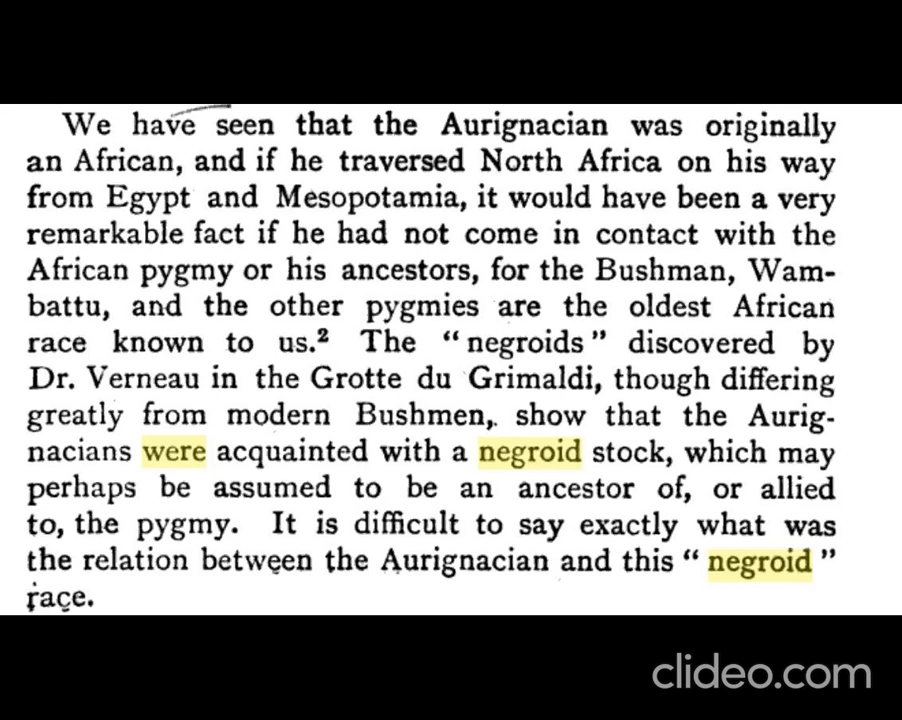 We have seen that the Aurignacian was originally
an African, and if he traversed North Africa on his way
from Egypt and Mesopotamia, it would have been a very
remarkable fact if he had not come in contact with the
African pygmy or his ancestors, for the Bushman, Wam-
battu, and the other pygmies are the oldest African
race known to us.² The “negroids” discovered by
Dr. Verneau in the Grotte du Grimaldi, though differing
greatly from modern Bushmen, show that the Aurig-
nacians were acquainted with a negroid stock, which may
perhaps be assumed to be an ancestor of, or allied
to, the pygmy. It is difficult to say exactly what was
the relation between the Aurignacian and this “negroid”
race.
clideo.com